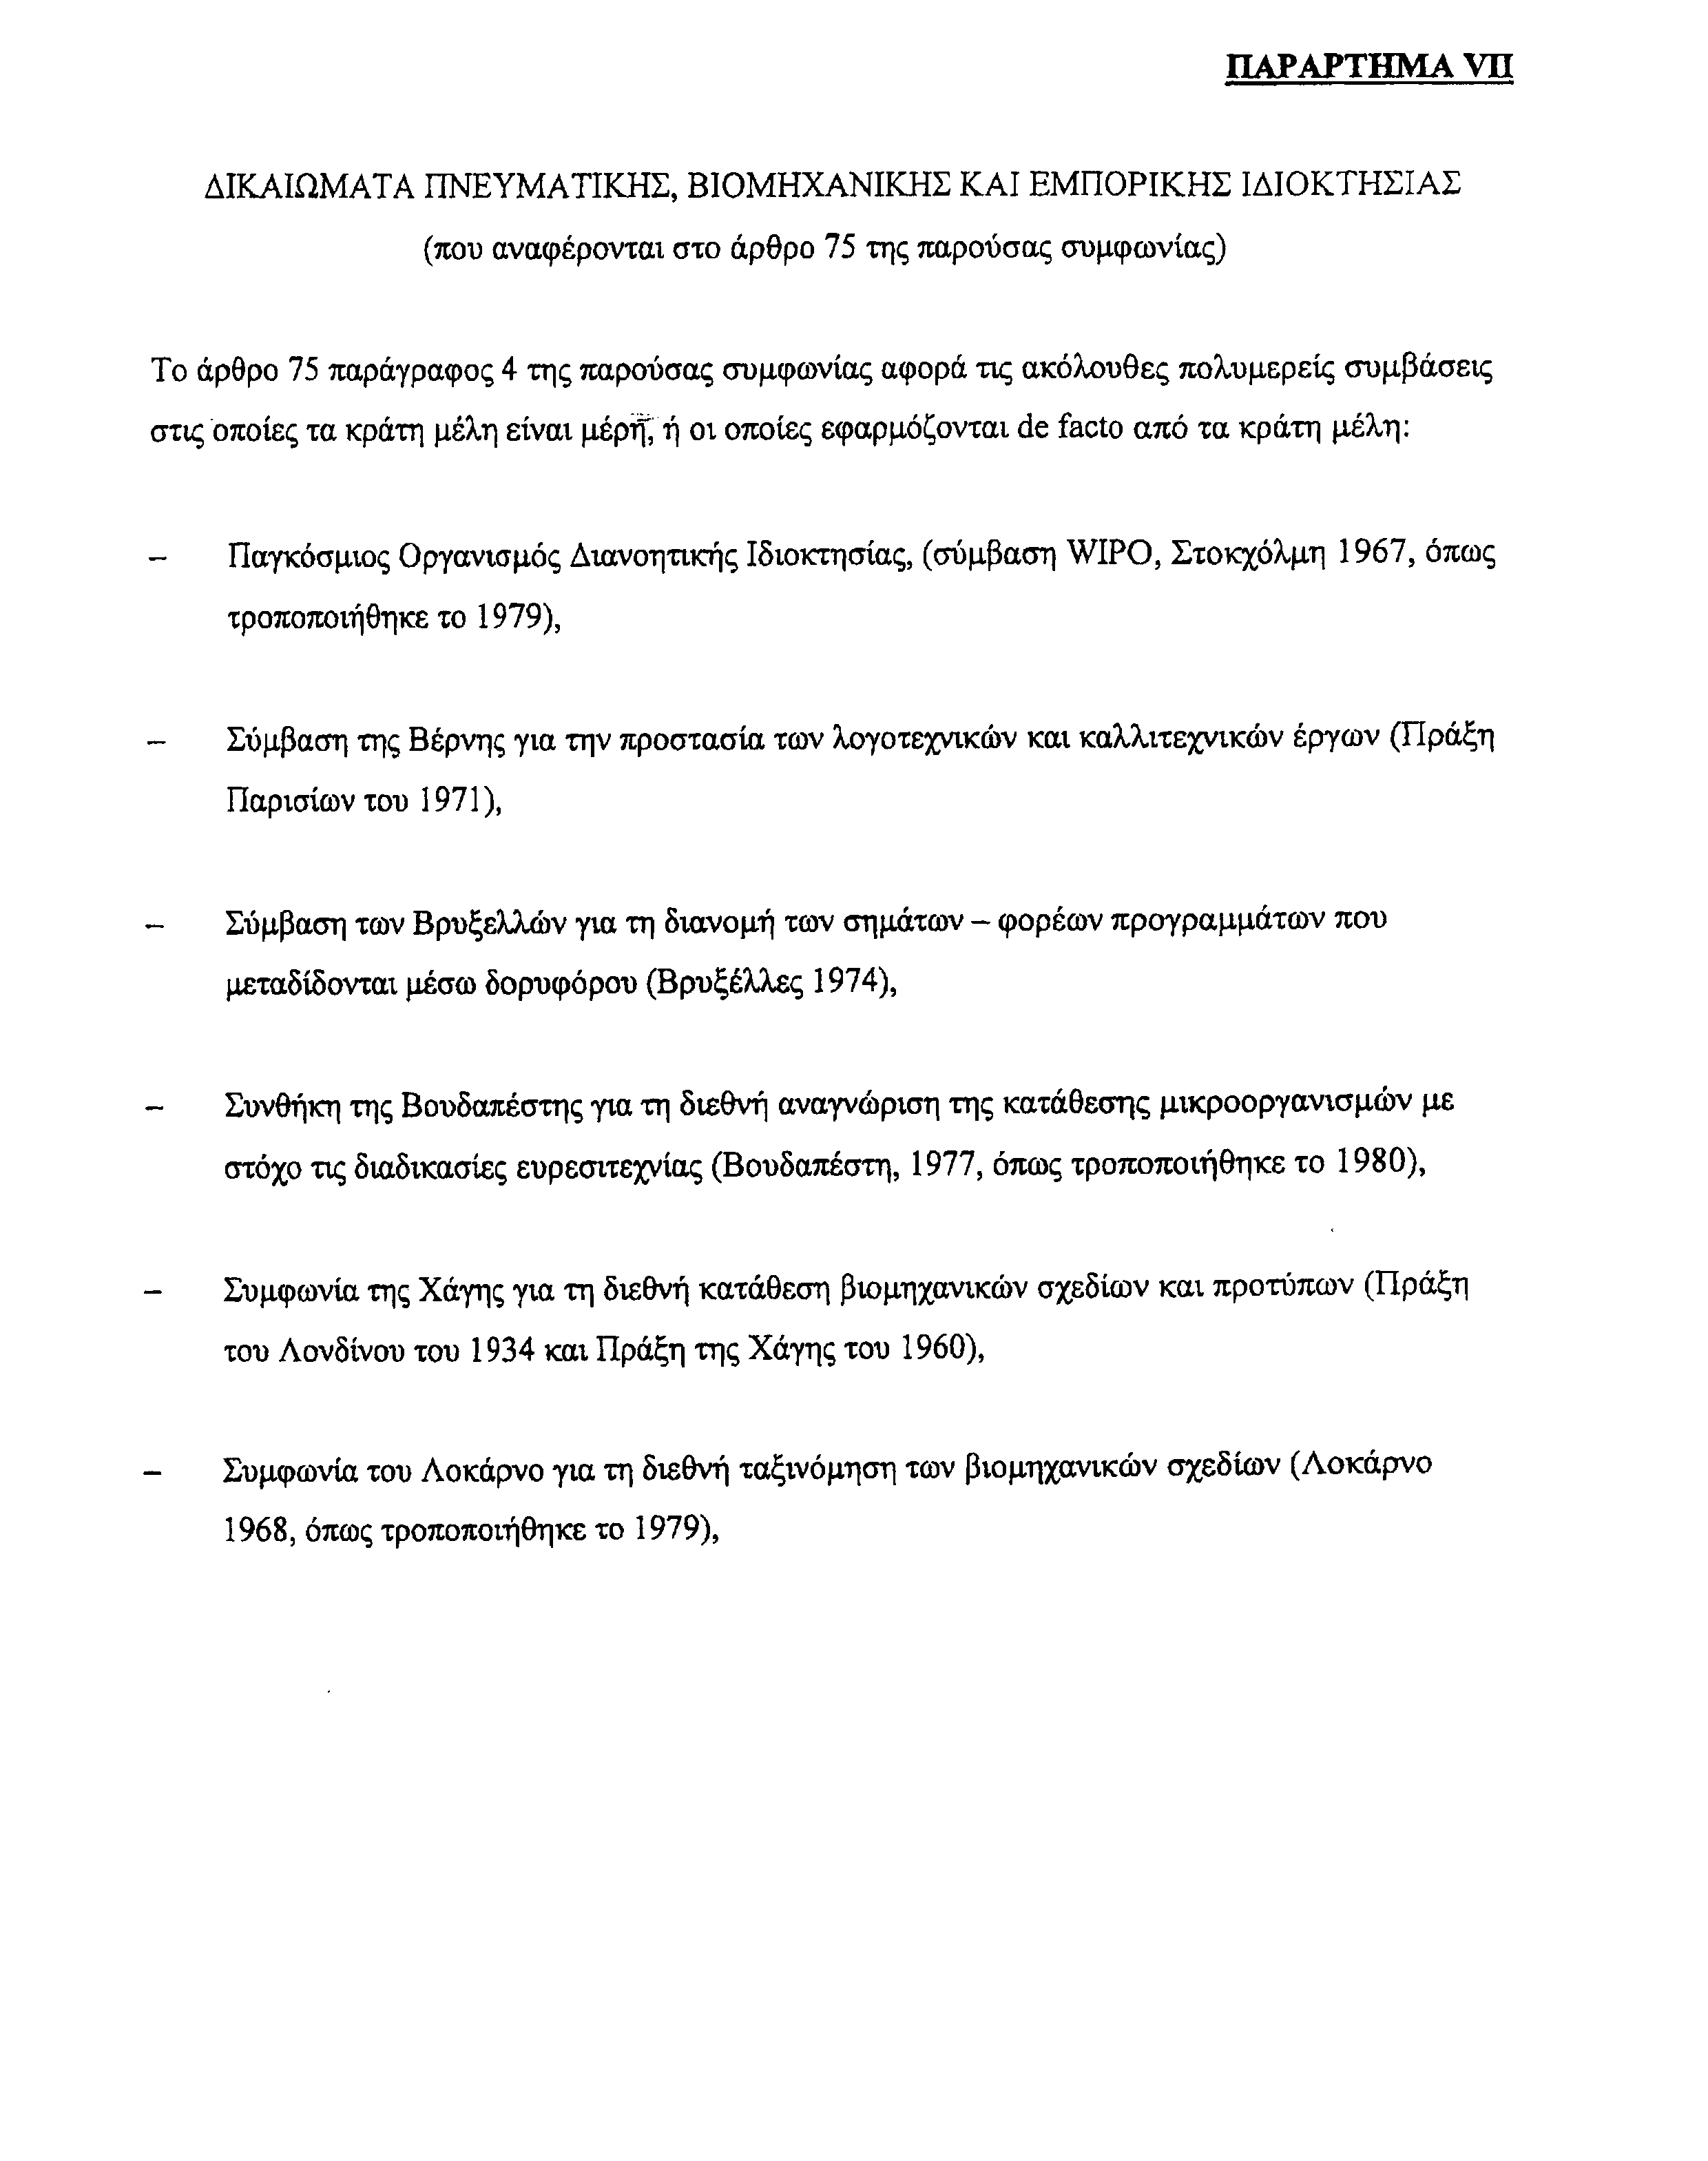 ΠΑΡΑΡΤΗΜΑ VII
ΔΙΚΑΙΩΜΑΤΑ ΠΝΕΥΜΑΤΙΚΗΣ, ΒΙΟΜΗΧΑΝΙΚΗΣ ΚΑΙ ΕΜΠΟΡΙΚΗΣ ΙΔΙΟΚΤΗΣΙΑΣ
(που αναφέρονται στο άρθρο 75 της παρούσας συμφωνίας)
Το άρθρο 75 παράγραφος 4 της παρούσας συμφωνίας αφορά τις ακόλουθες πολυμερείς συμβάσεις
στις οποίες τα κράτη μέλη είναι μέρη, ή οι οποίες εφαρμόζονται de facto από τα κράτη μέλη:
– Παγκόσμιος Οργανισμός Διανοητικής Ιδιοκτησίας, (σύμβαση WIPO, Στοκχόλμη 1967, όπως
τροποποιήθηκε το 1979),
– Σύμβαση της Βέρνης για την προστασία των λογοτεχνικών και καλλιτεχνικών έργων (Πράξη
Παρισίων του 1971),
– Σύμβαση των Βρυξελλών για τη διανομή των σημάτων – φορέων προγραμμάτων που
μεταδίδονται μέσω δορυφόρου (Βρυξέλλες 1974),
– Συνθήκη της Βουδαπέστης για τη διεθνή αναγνώριση της κατάθεσης μικροοργανισμών με
στόχο τις διαδικασίες ευρεσιτεχνίας (Βουδαπέστη, 1977, όπως τροποποιήθηκε το 1980),
– Συμφωνία της Χάγης για τη διεθνή κατάθεση βιομηχανικών σχεδίων και προτύπων (Πράξη
του Λονδίνου του 1934 και Πράξη της Χάγης του 1960),
– Συμφωνία του Λοκάρνο για τη διεθνή ταξινόμηση των βιομηχανικών σχεδίων (Λοκάρνο
1968, όπως τροποποιήθηκε το 1979),